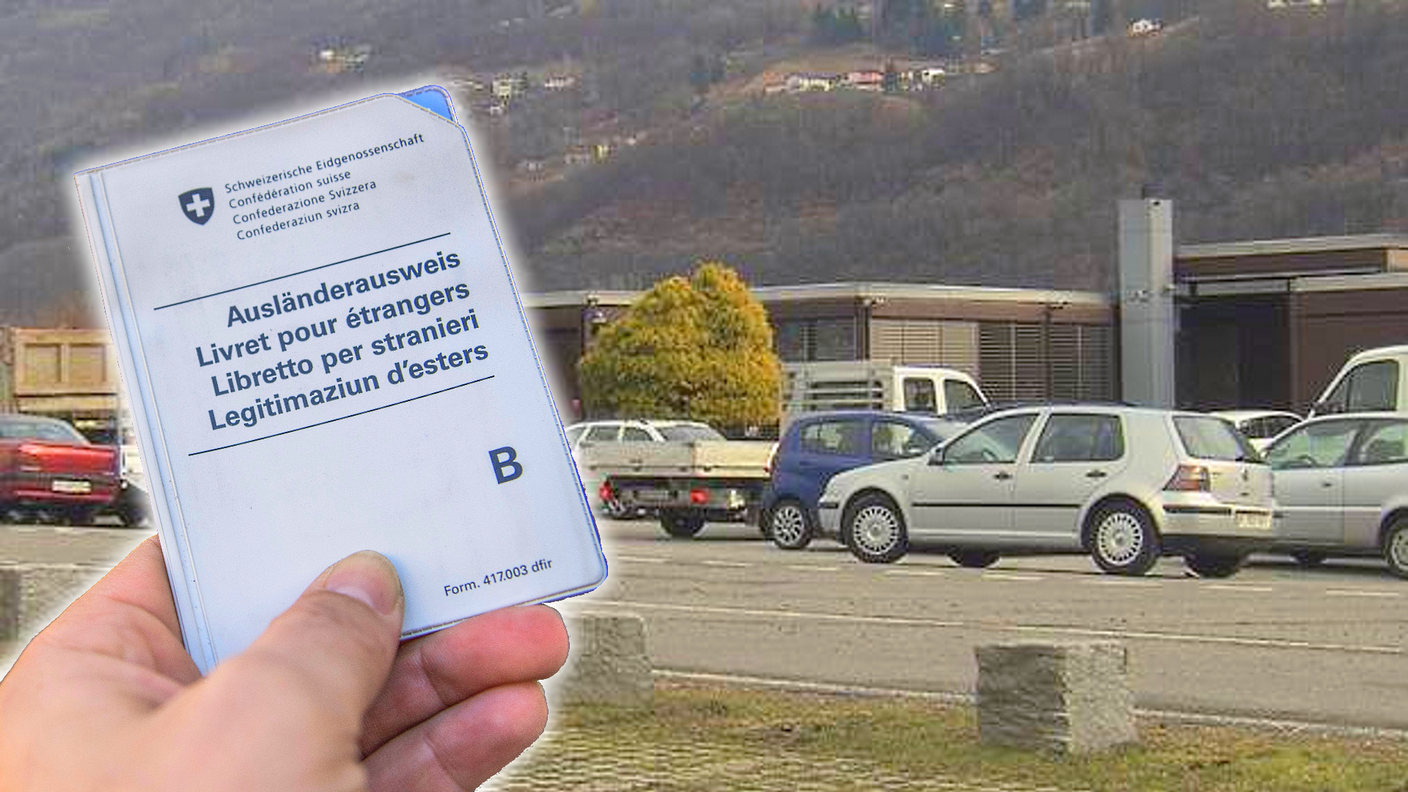 Schweizerische Eidgenossenschaft
Confédération suisse
Confederazione Svizzera
Confederaziun svizra
Ausländerausweis
Livret pour étrangers
Libretto per stranieri
Legitimaziun d'esters
B
Form. 417.003 dfir